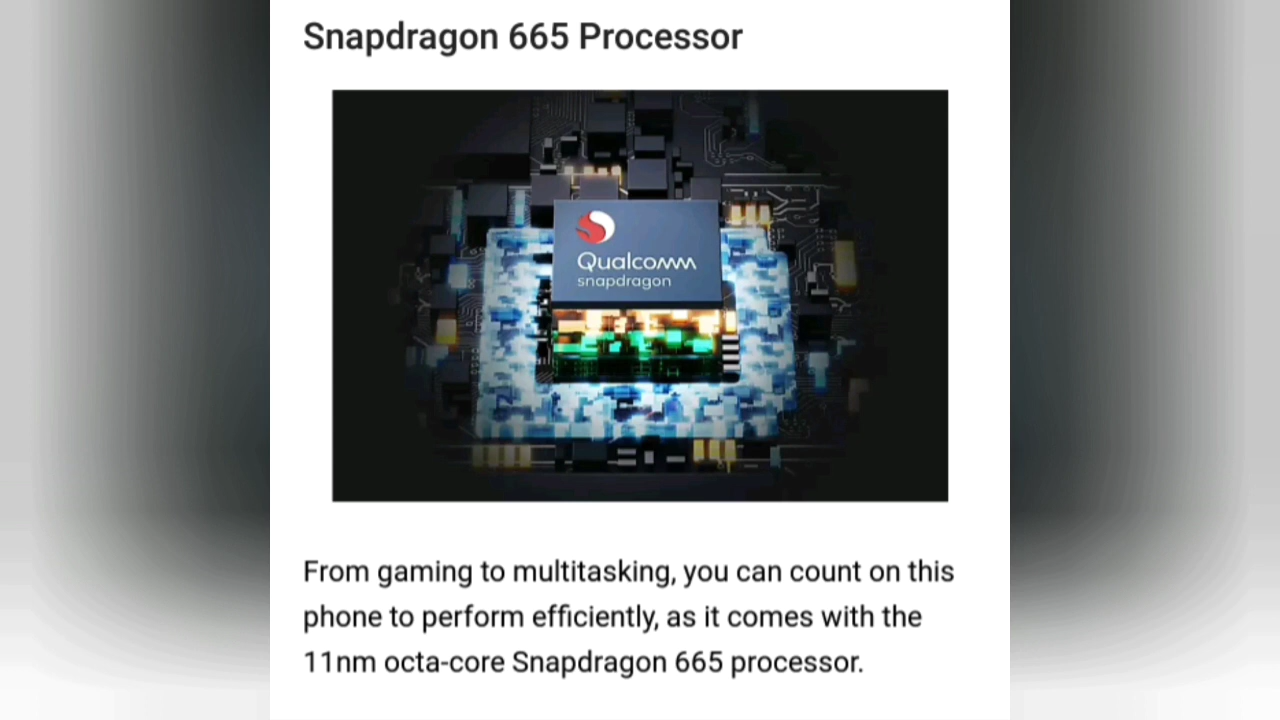 Snapdragon 665 Processor
Qualcomm
snapdragon
From gaming to multitasking, you can count on this
phone to perform efficiently, as it comes with the
11nm octa-core Snapdragon 665 processor.